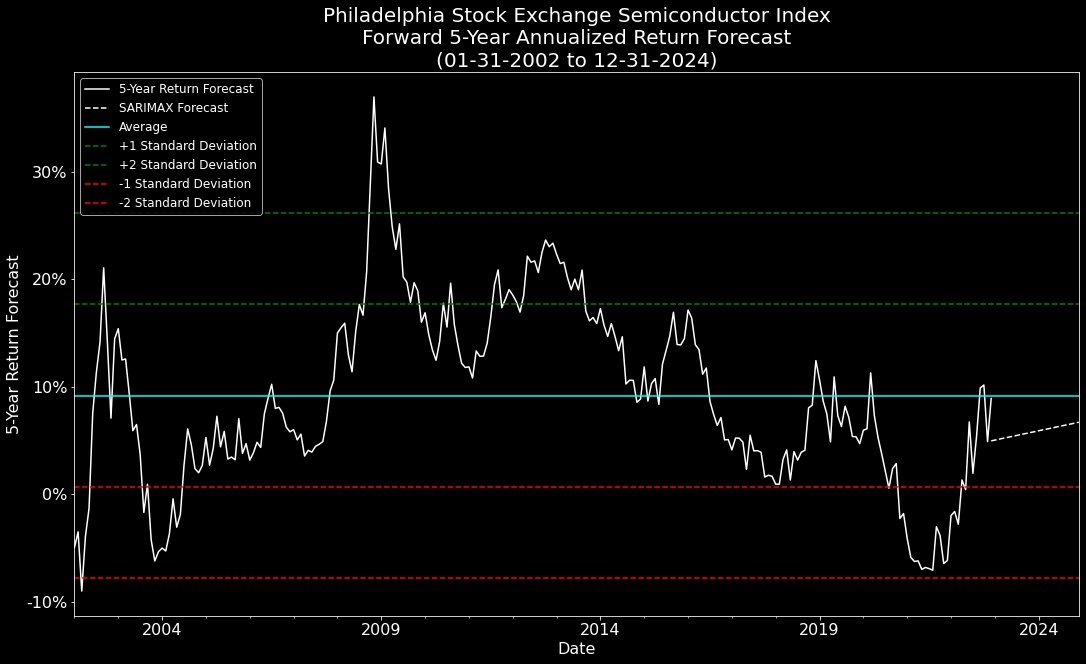 Philadelphia Stock Exchange Semiconductor Index
Forward 5-Year Annualized Return Forecast
(01-31-2002 to 12-31-2024)
5-Year Return Forecast
SARIMAX Forecast
Average
+1 Standard Deviation
+2 Standard Deviation
-1 Standard Deviation
-2 Standard Deviation
30%
20%
10%
0%
-10%
5-Year Return Forecast
2004 2009 2014 2019 2024
Date